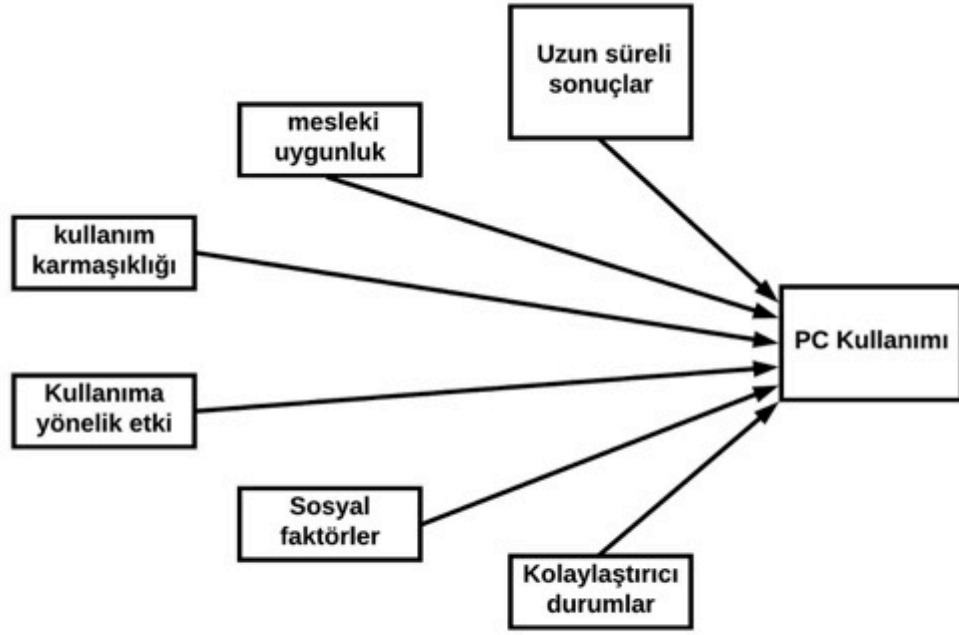 Uzun süreli
sonuçlar
mesleki
uygunluk
kullanım
karmaşıklığı
PC Kullanımı
Kullanıma
yönelik etki
Sosyal
faktörler
Kolaylaştırıcı
durumlar